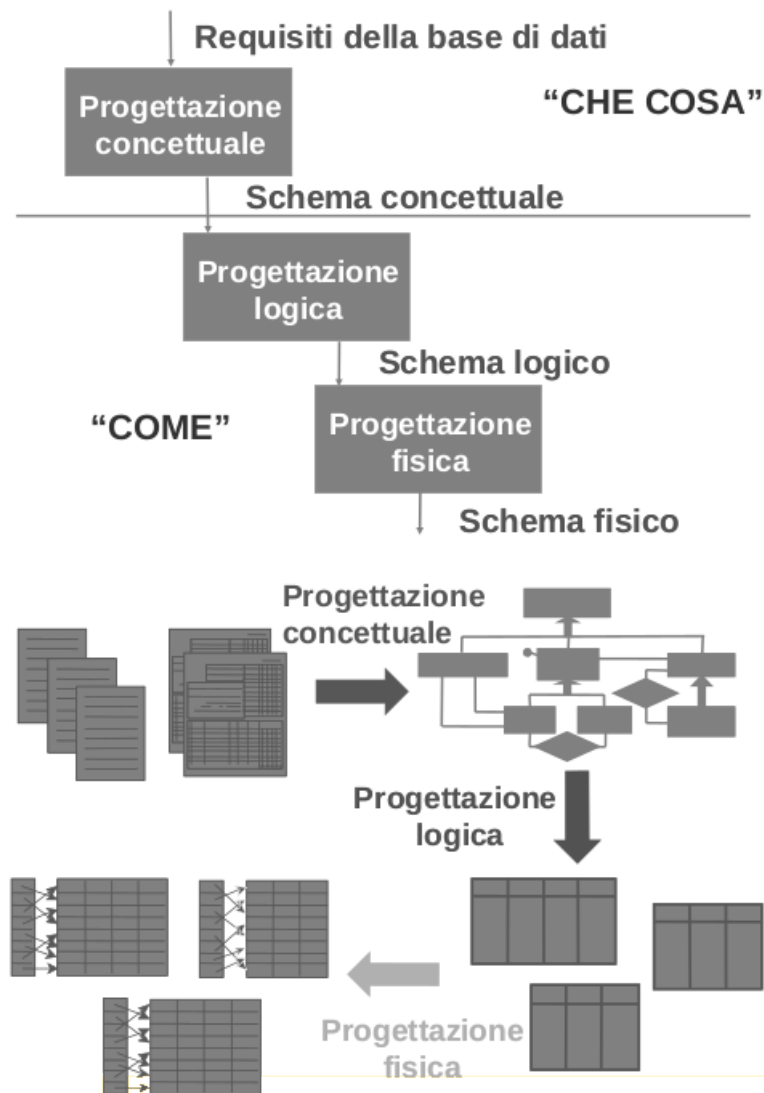 Requisiti della base di dati
Progettazione
concettuale
“CHE COSA”
Schema concettuale
Progettazione
logica
Schema logico
“COME”
Progettazione
fisica
Schema fisico
Progettazione
concettuale
Progettazione
logica
Progettazione
fisica